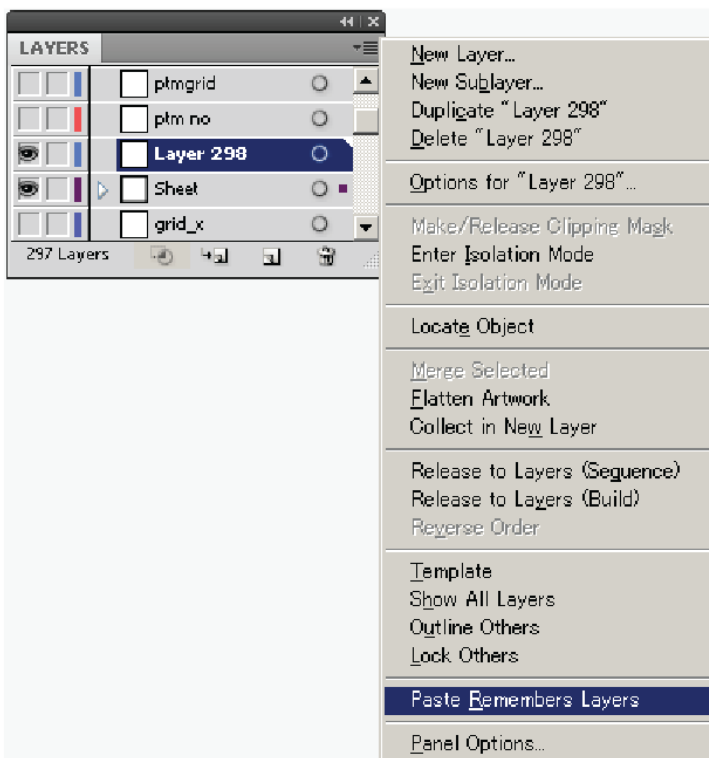 LAYERS
ptmgrid
ptm no
Layer 298
Sheet
grid_x
297 Layers
New Layer...
New Sublayer...
Duplicate "Layer 298"
Delete "Layer 298"
Options for "Layer 298"...
Make/Release Clipping Mask
Enter Isolation Mode
Exit Isolation Mode
Locate Object
Merge Selected
Flatten Artwork
Collect in New Layer
Release to Layers (Sequence)
Release to Layers (Build)
Reverse Order
Template
Show All Layers
Outline Others
Lock Others
Paste Remembers Layers
Panel Options...